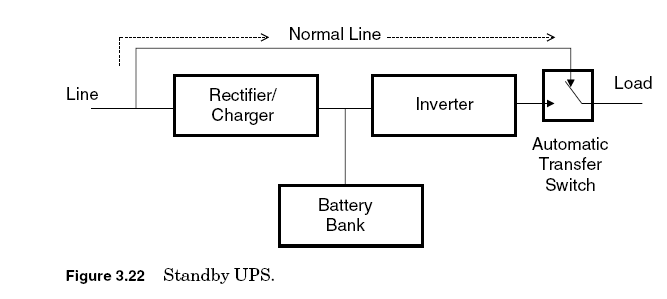 Normal Line
Line
Rectifier/
Charger
Inverter
Load
Automatic
Transfer
Switch
Battery
Bank
Figure 3.22 Standby UPS.